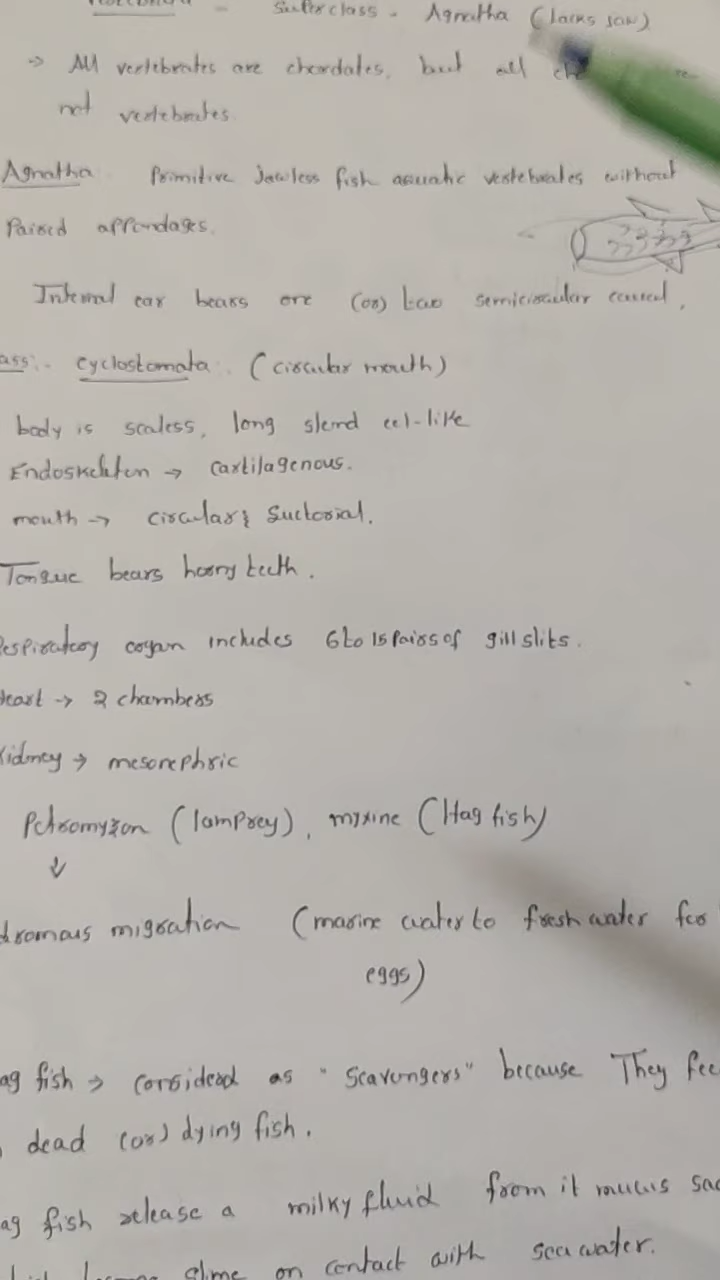 Superclass - Agnatha (lacks jaw)
→ All vertebrates are chordates, but all
not vertebrates.
Agnatha: Primitive Jawless fish aquatic vertebrates without
Paired appendages.
Internal ear bears one (or) two semicircular canal.
ass:- Cyclostomata:- (circular mouth)
body is scaless, long slend eel-like
Endoskeleton → Cartilagenous.
mouth → circular & Suctorial.
Tongue bears horny teeth.
espiratory organ includes 6 to 15 pairs of gill slits.
Heart → 2 chambers
Kidney → mesonephric
Petromyzon (lamprey), myxine (Hag fish)
↓
dromous migration (marine water to fresh water for
eggs)
ag fish → considead as "Scavengers" because They fee
dead (or) dying fish.
ag fish release a milky fluid from it mucus sac
slime on contact with sea water.